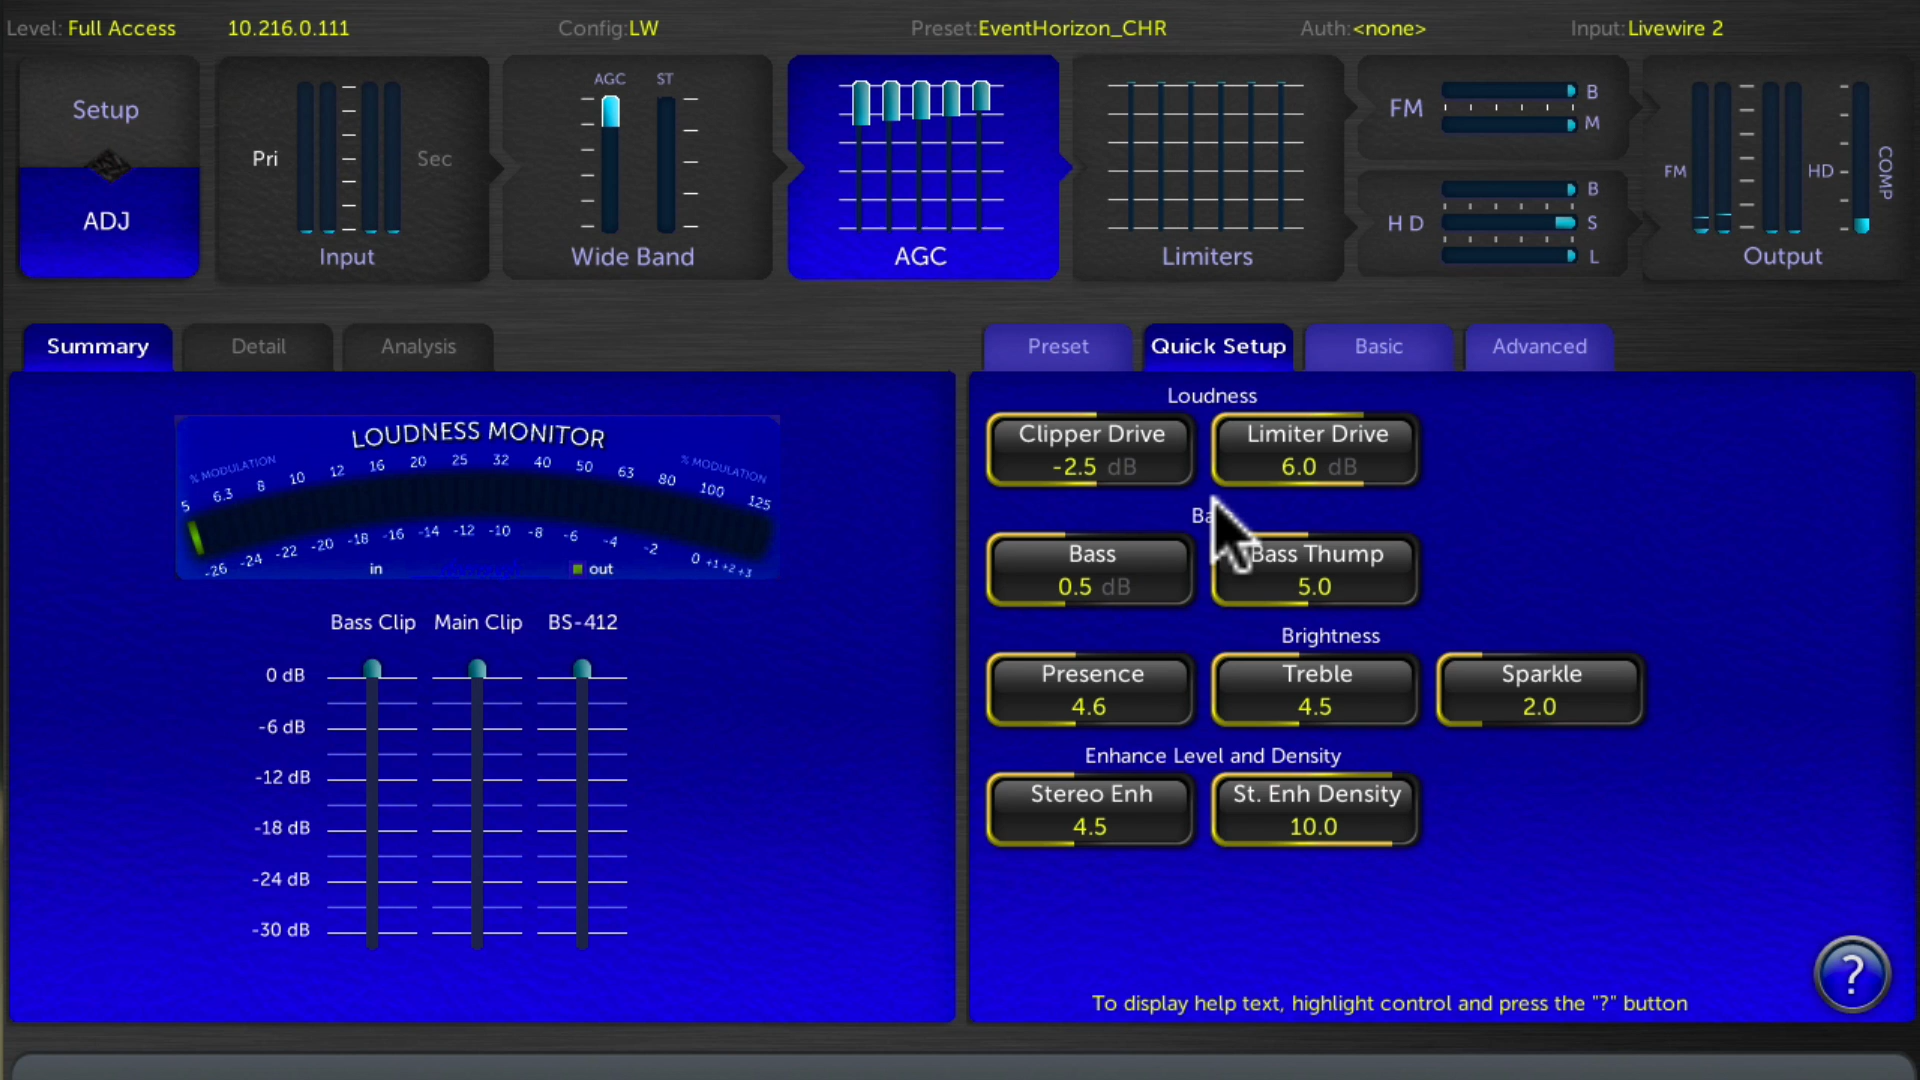 Level: Full Access 10.216.0.111 Config:LW Preset:EventHorizon_CHR Auth:<none> Input:Livewire 2
Setup
ADJ
Pri Sec
Input
AGC ST
Wide Band
AGC
Limiters
FM B
M
HD B
S
L
FM HD COMP
Output
Summary Detail Analysis
Preset Quick Setup Basic Advanced
LOUDNESS MONITOR
% MODULATION % MODULATION
5 6.3 8 10 12 16 20 25 32 40 50 63 80 100 125
-26 -24 -22 -20 -18 -16 -14 -12 -10 -8 -6 -4 -2 0 +1 +2 +3
in out
Bass Clip Main Clip BS-412
0 dB
-6 dB
-12 dB
-18 dB
-24 dB
-30 dB
Loudness
Clipper Drive Limiter Drive
-2.5 dB 6.0 dB
Bass Bass Thump
0.5 dB 5.0
Brightness
Presence Treble Sparkle
4.6 4.5 2.0
Enhance Level and Density
Stereo Enh St. Enh Density
4.5 10.0
?
To display help text, highlight control and press the "?" button